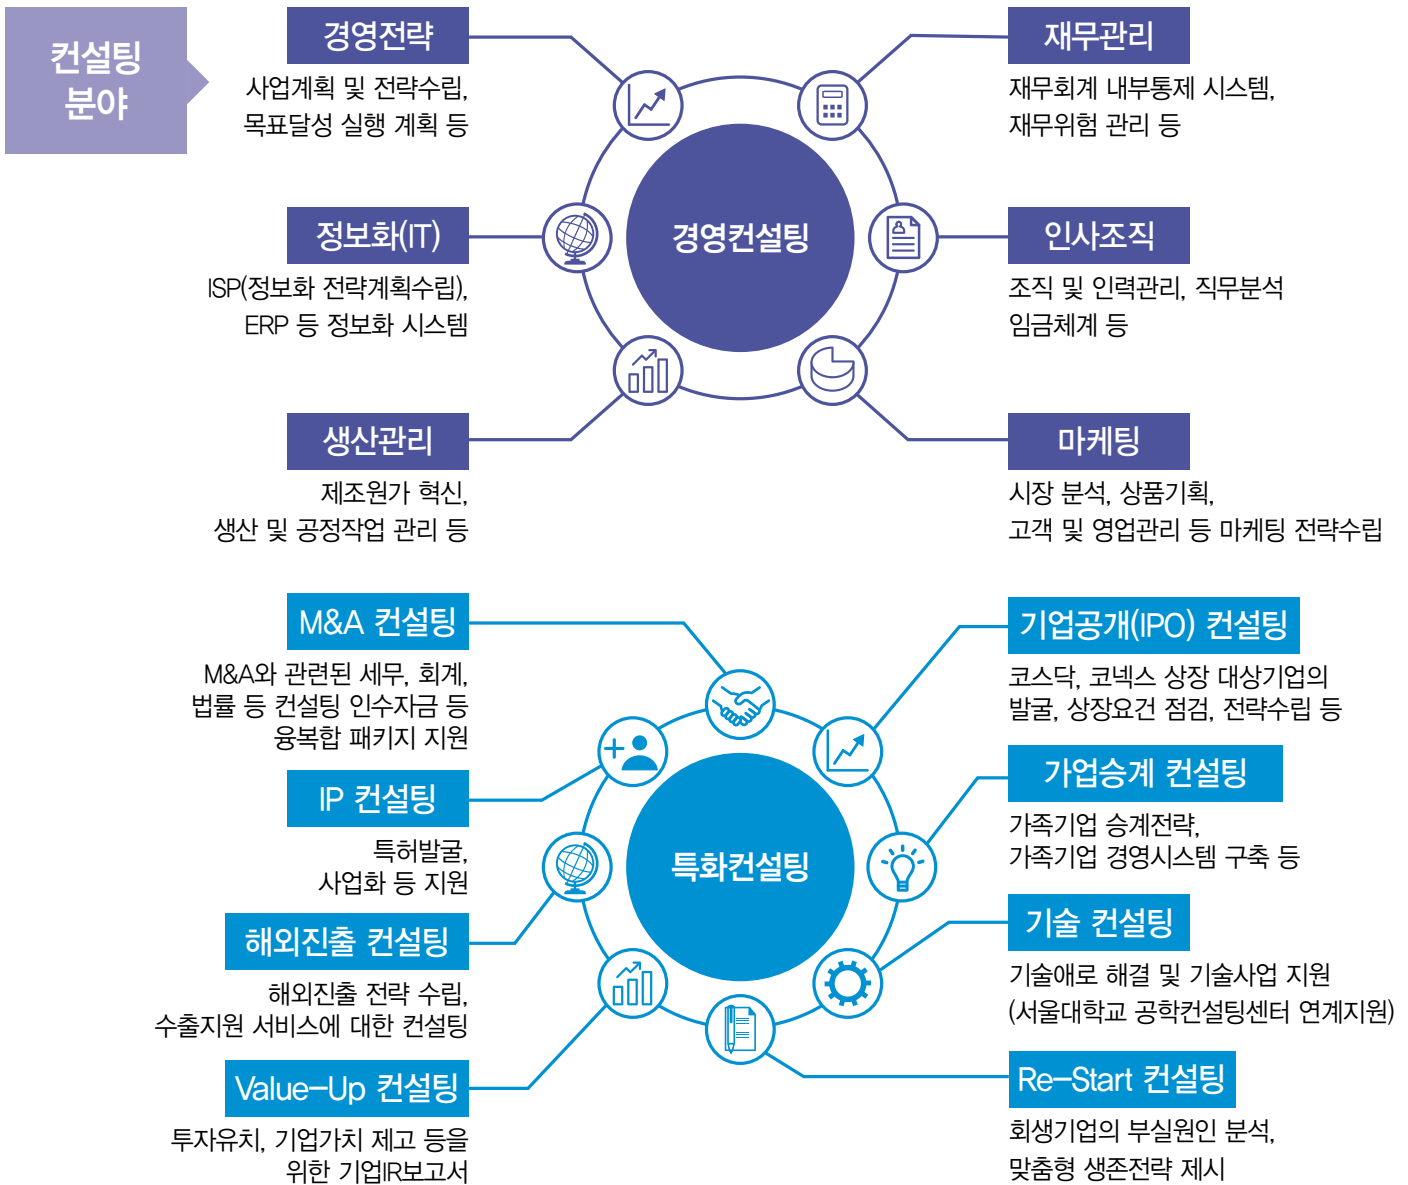 컨설팅
분야
경영전략
사업계획 및 전략수립,
목표달성 실행 계획 등
재무관리
재무회계 내부통제 시스템,
재무위험 관리 등
정보화(IT)
ISP(정보화 전략계획수립),
ERP 등 정보화 시스템
경영컨설팅
인사조직
조직 및 인력관리, 직무분석
임금체계 등
생산관리
제조원가 혁신,
생산 및 공정작업 관리 등
마케팅
시장 분석, 상품기획,
고객 및 영업관리 등 마케팅 전략수립
M&A 컨설팅
M&A와 관련된 세무, 회계,
법률 등 컨설팅 인수자금 등
융복합 패키지 지원
기업공개(IPO) 컨설팅
코스닥, 코넥스 상장 대상기업의
발굴, 상장요건 점검, 전략수립 등
IP 컨설팅
특허발굴,
사업화 등 지원
특화컨설팅
가업승계 컨설팅
가족기업 승계전략,
가족기업 경영시스템 구축 등
해외진출 컨설팅
해외진출 전략 수립,
수출지원 서비스에 대한 컨설팅
기술 컨설팅
기술애로 해결 및 기술사업 지원
(서울대학교 공학컨설팅센터 연계지원)
Value-Up 컨설팅
투자유치, 기업가치 제고 등을
위한 기업IR보고서
Re-Start 컨설팅
회생기업의 부실원인 분석,
맞춤형 생존전략 제시